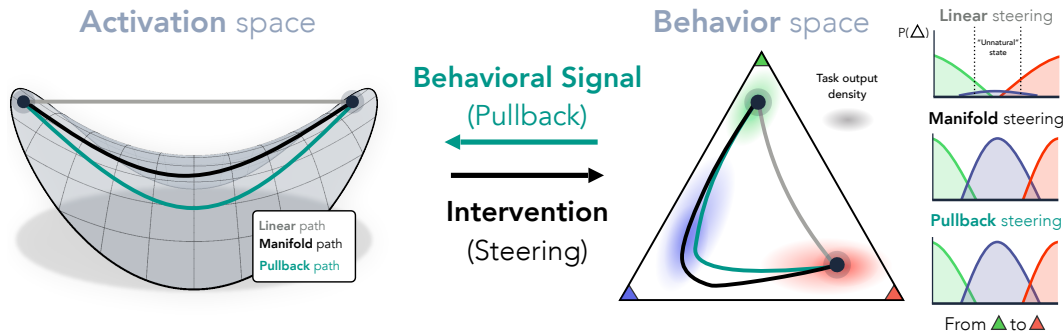 Activation space
Linear path
Manifold path
Pullback path
Behavioral Signal
(Pullback)
Intervention
(Steering)
Behavior space
Task output
density
Linear steering
P(△)
"Unnatural"
state
Manifold steering
Pullback steering
From ▲ to ▲